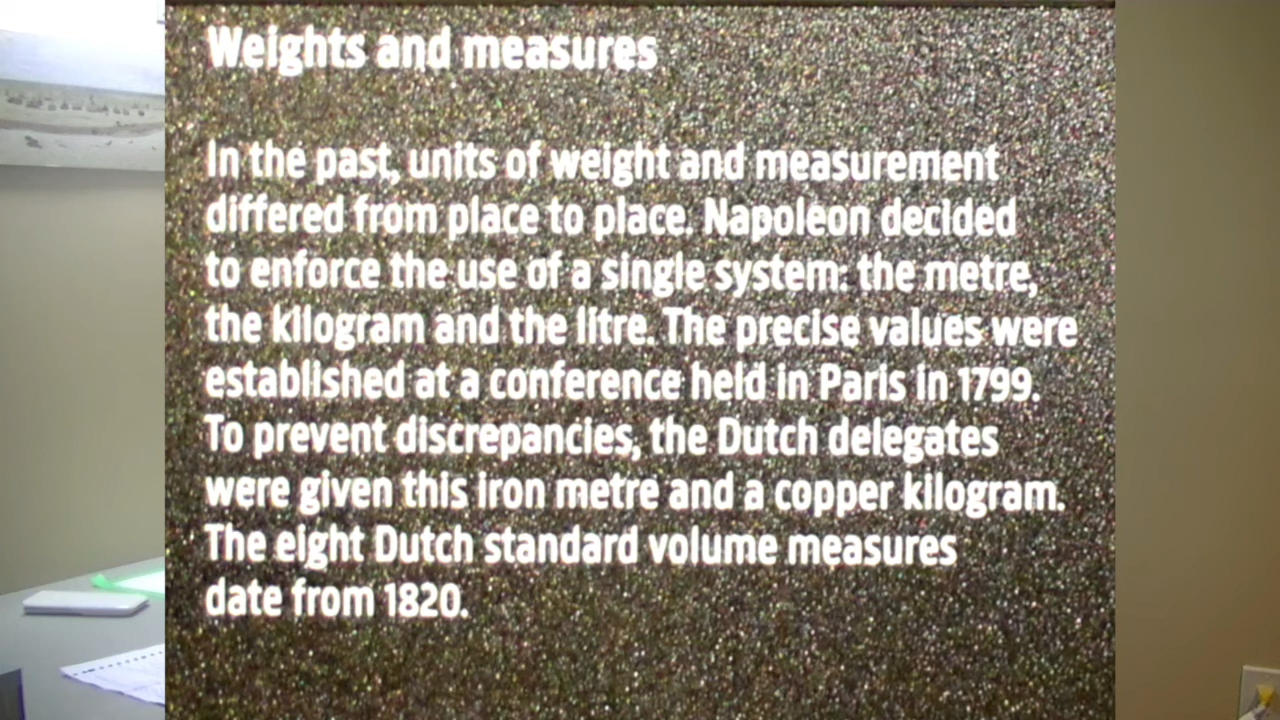 Weights and measures
In the past, units of weight and measurement
differed from place to place. Napoleon decided
to enforce the use of a single system: the metre,
the kilogram and the litre. The precise values were
established at a conference held in Paris in 1799.
To prevent discrepancies, the Dutch delegates
were given this iron metre and a copper kilogram.
The eight Dutch standard volume measures
date from 1820.